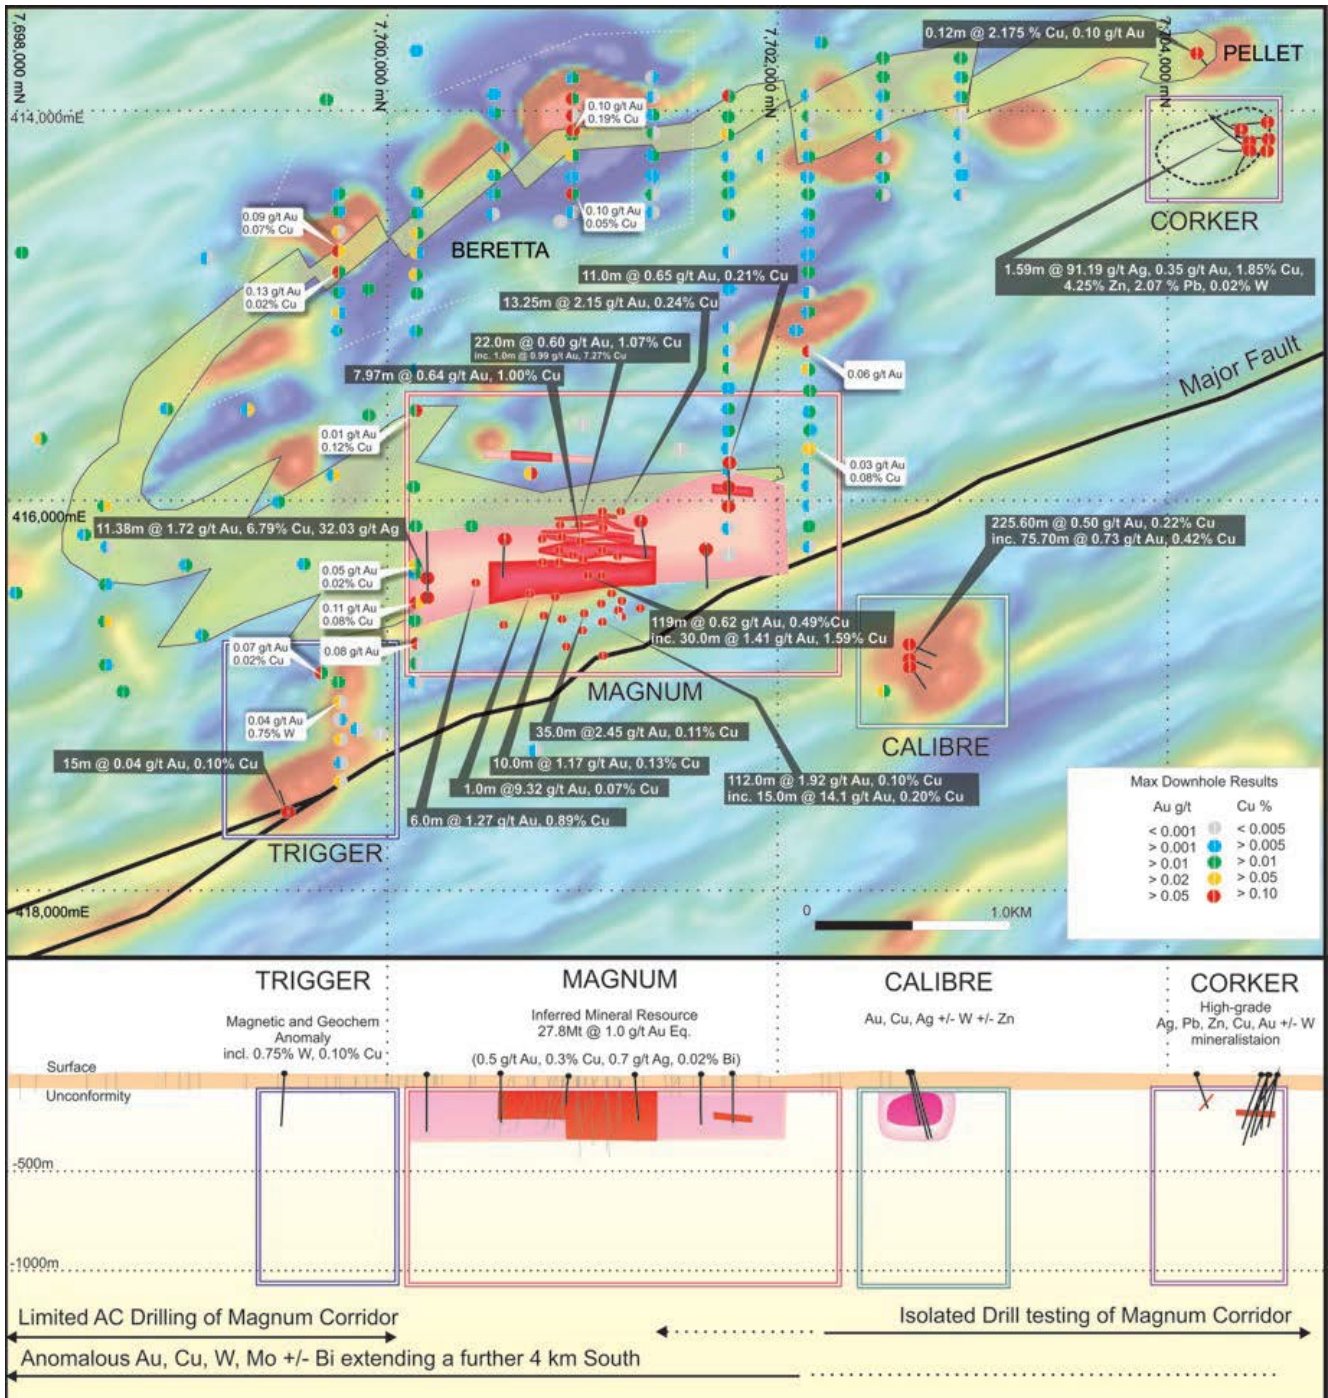 7,698,000 mN
7,700,000 mN
7,702,000 mN
7,704,000 mN
0.12m @ 2.175 % Cu, 0.10 g/t Au
PELLET
414,000mE
0.10 g/t Au
0.19% Cu
CORKER
0.09 g/t Au
0.07% Cu
0.10 g/t Au
0.05% Cu
BERETTA
0.13 g/t Au
0.02% Cu
11.0m @ 0.65 g/t Au, 0.21% Cu
1.59m @ 91.19 g/t Ag, 0.35 g/t Au, 1.85% Cu,
4.25% Zn, 2.07 % Pb, 0.02% W
13.25m @ 2.15 g/t Au, 0.24% Cu
22.0m @ 0.60 g/t Au, 1.07% Cu
inc. 1.0m @ 0.99 g/t Au, 7.27% Cu
7.97m @ 0.64 g/t Au, 1.00% Cu
0.06 g/t Au
Major Fault
0.01 g/t Au
0.12% Cu
0.03 g/t Au
0.08% Cu
416,000mE
11.38m @ 1.72 g/t Au, 6.79% Cu, 32.03 g/t Ag
225.60m @ 0.50 g/t Au, 0.22% Cu
inc. 75.70m @ 0.73 g/t Au, 0.42% Cu
0.05 g/t Au
0.02% Cu
0.11 g/t Au
0.08% Cu
119m @ 0.62 g/t Au, 0.49%Cu
inc. 30.0m @ 1.41 g/t Au, 1.59% Cu
0.07 g/t Au
0.02% Cu
0.08 g/t Au
MAGNUM
0.04 g/t Au
0.75% W
35.0m @2.45 g/t Au, 0.11% Cu
CALIBRE
15m @ 0.04 g/t Au, 0.10% Cu
10.0m @ 1.17 g/t Au, 0.13% Cu
1.0m @9.32 g/t Au, 0.07% Cu
112.0m @ 1.92 g/t Au, 0.10% Cu
inc. 15.0m @ 14.1 g/t Au, 0.20% Cu
6.0m @ 1.27 g/t Au, 0.89% Cu
TRIGGER
Max Downhole Results
Au g/t Cu %
< 0.001 < 0.005
> 0.001 > 0.005
> 0.01 > 0.01
> 0.02 > 0.05
> 0.05 > 0.10
418,000mE
0 1.0KM
TRIGGER
Magnetic and Geochem
Anomaly
incl. 0.75% W, 0.10% Cu
MAGNUM
Inferred Mineral Resource
27.8Mt @ 1.0 g/t Au Eq.
(0.5 g/t Au, 0.3% Cu, 0.7 g/t Ag, 0.02% Bi)
CALIBRE
Au, Cu, Ag +/- W +/- Zn
CORKER
High-grade
Ag, Pb, Zn, Cu, Au +/- W
mineralistaion
Surface
Unconformity
-500m
-1000m
Limited AC Drilling of Magnum Corridor
Isolated Drill testing of Magnum Corridor
Anomalous Au, Cu, W, Mo +/- Bi extending a further 4 km South